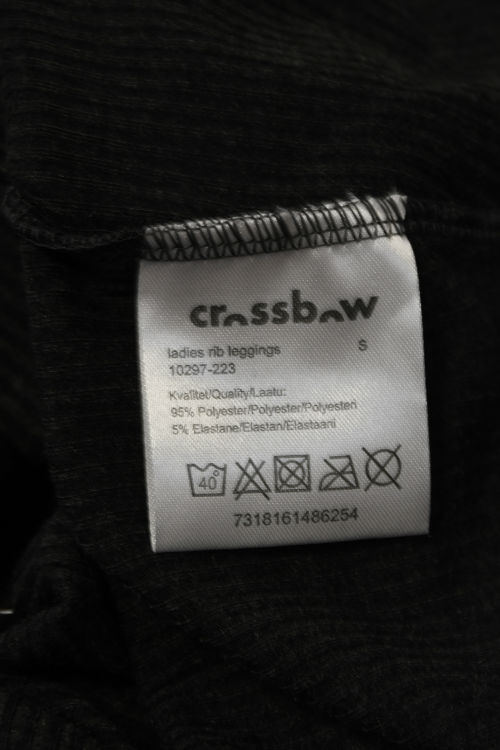 crossbow
ladies rib leggings S
10297-223
Kvalitet/Quality/Laatu:
95% Polyester/Polyester/Polyesteri
5% Elastane/Elastan/Elastaani
40°
7318161486254